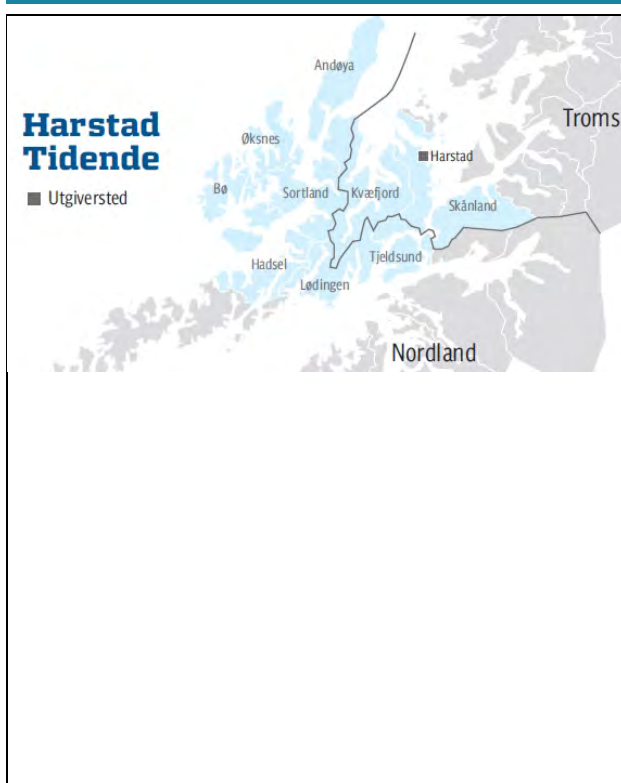 Harstad
Tidende
Utgiversted
Andøya
Troms
Øksnes
Harstad
Bø
Sortland
Kvæfjord
Skånland
Hadsel
Tjeldsund
Lødingen
Nordland